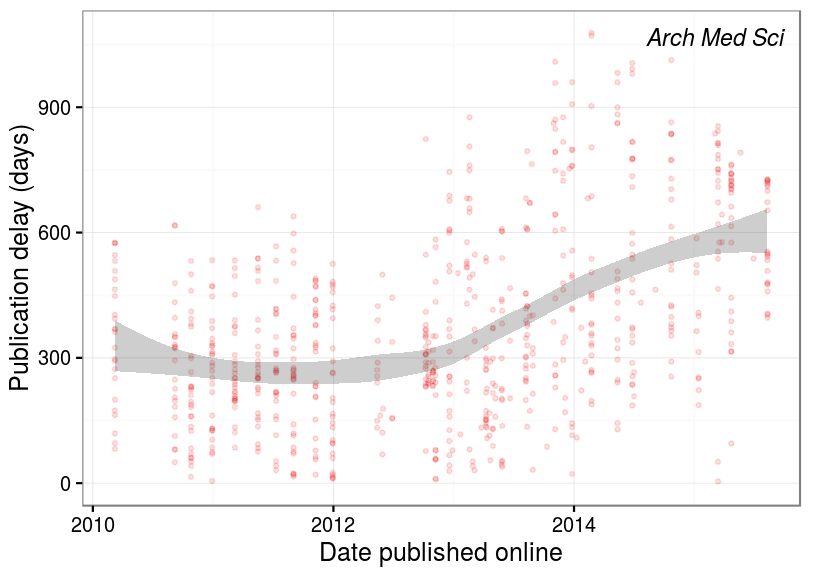 Arch Med Sci
Publication delay (days)
900
600
300
0
2010
2012
2014
Date published online